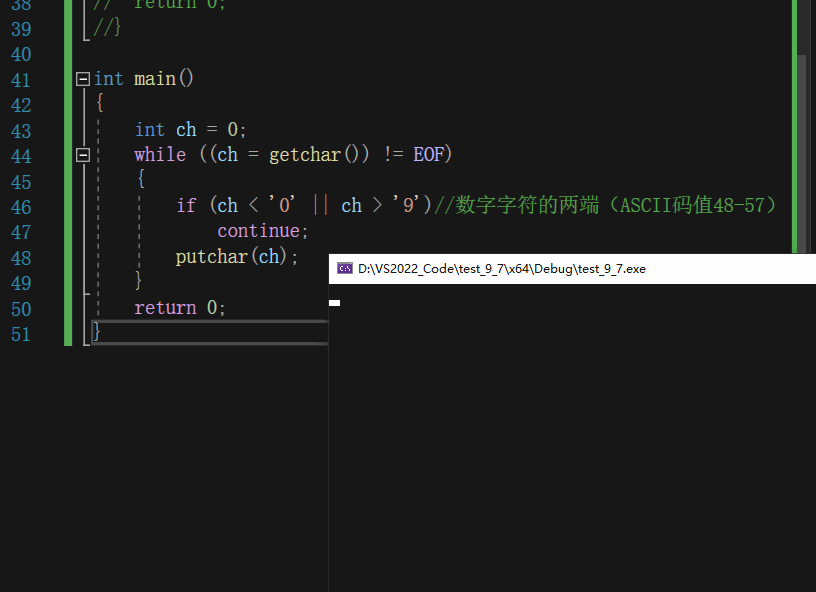 38 // return 0;
39 //}
40
41 int main()
42 {
43 int ch = 0;
44 while ((ch = getchar()) != EOF)
45 {
46 if (ch < '0' || ch > '9')//数字字符的两端（ASCII码值48-57）
47 continue;
48 putchar(ch);
49 }
50 return 0;
51 }
C:\ D:\VS2022_Code\test_9_7\x64\Debug\test_9_7.exe